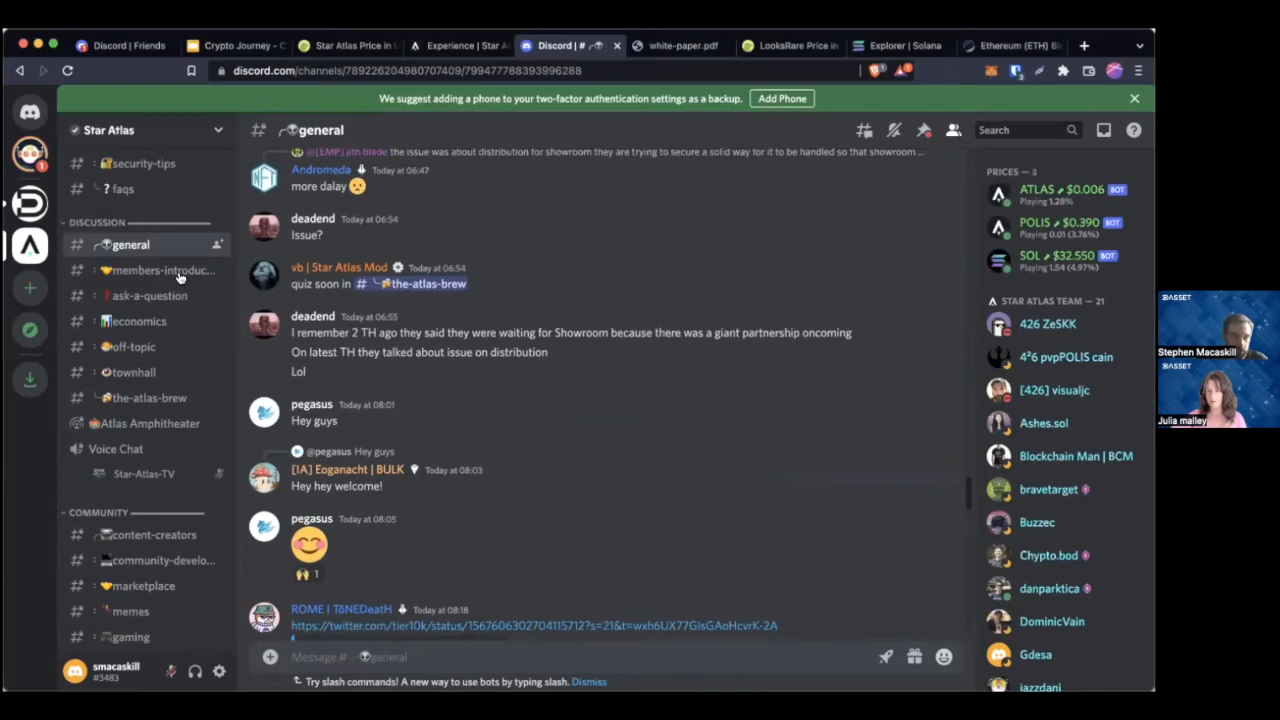 Discord | Friends
Crypto Journey - C
Star Atlas Price in U
Experience | Star A
Discord | #
white-paper.pdf
LooksRare Price in
Explorer | Solana
Ethereum (ETH) Bl
discord.com/channels/789226204980707409/799477788393996288
We suggest adding a phone to your two-factor authentication settings as a backup.
Add Phone
Star Atlas
general
Search
security-tips
faqs
DISCUSSION
general
members-introduc...
ask-a-question
economics
off-topic
townhall
the-atlas-brew
Atlas Amphitheater
Voice Chat
Star-Atlas-TV
COMMUNITY
content-creators
community-develo...
marketplace
memes
gaming
smacaskill
#3483
@[EMP] jith blade the issue was about distribution for showroom they are trying to secure a solid way for it to be handled so that showroom ...
Andromeda Today at 06:47
more dalay
deadend Today at 06:54
Issue?
vb | Star Atlas Mod Today at 06:54
quiz soon in # the-atlas-brew
deadend Today at 06:55
I remember 2 TH ago they said they were waiting for Showroom because there was a giant partnership oncoming
On latest TH they talked about issue on distribution
Lol
pegasus Today at 08:01
Hey guys
@pegasus Hey guys
[IA] Eoganacht | BULK Today at 08:03
Hey hey welcome!
pegasus Today at 08:05
1
ROME | TōNEDeatH Today at 08:18
https://twitter.com/tier10k/status/1567606302704115712?s=21&t=wxh6UX77GlsGAoHcvrK-2A
Message # general
Try slash commands! A new way to use bots by typing slash. Dismiss
PRICES — 3
ATLAS $0.006 BOT
Playing 1.28%
POLIS $0.390 BOT
Playing 0.01 (3.76%)
SOL $32.550 BOT
Playing 1.54 (4.97%)
STAR ATLAS TEAM — 21
426 ZeSKK
4²6 pvpPOLIS cain
[426] visualjc
Ashes.sol
Blockchain Man | BCM
bravetarget
Buzzec
Chypto.bod
danparktica
DominicVain
Gdesa
jazzdani
BASSET
Stephen Macaskill
BASSET
Julia malley